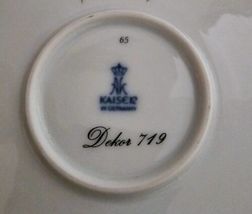 65
KAISER
W. GERMANY
Dekor 719